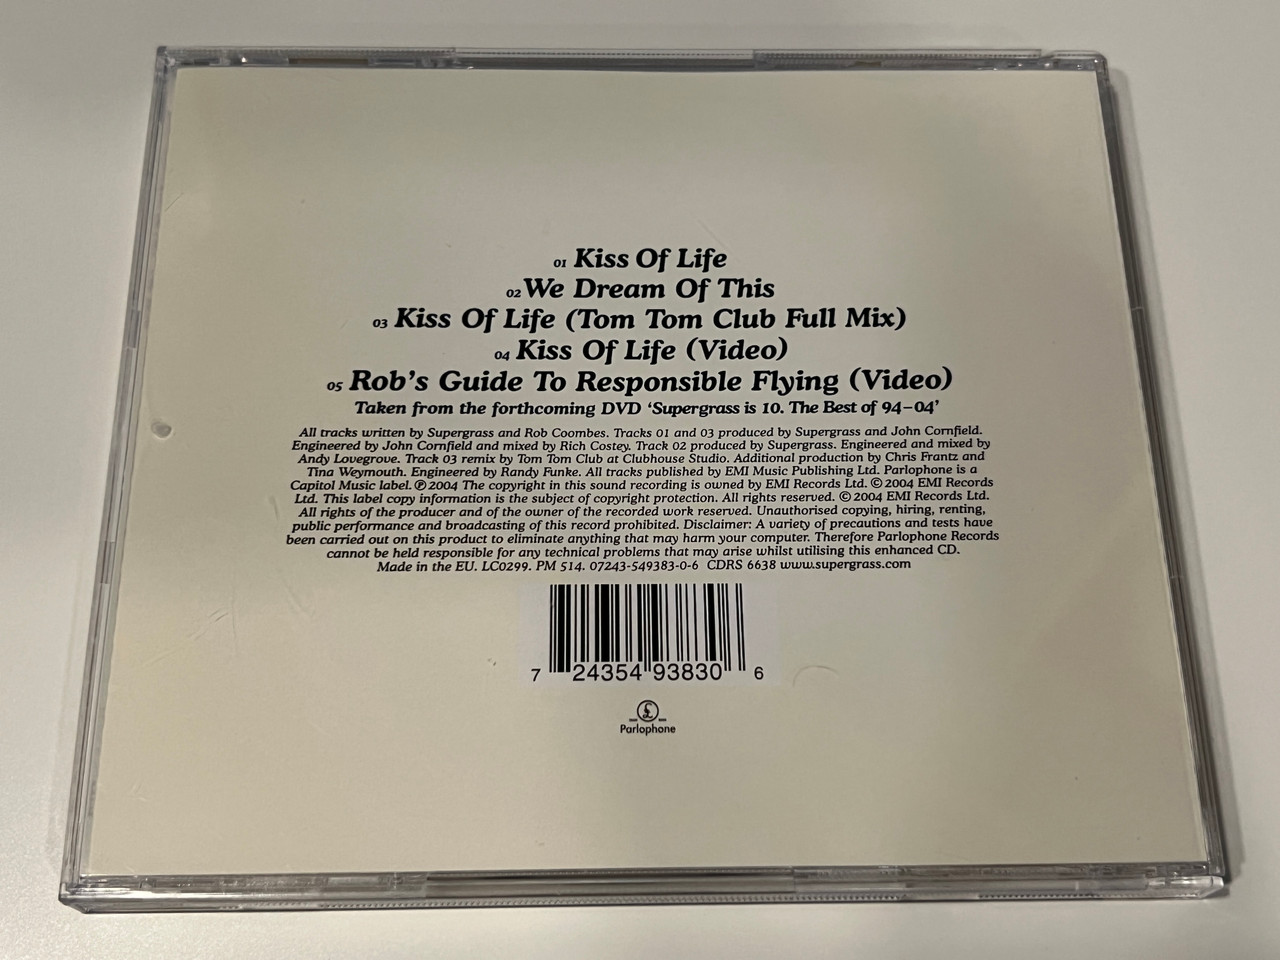 01 Kiss Of Life
02 We Dream Of This
03 Kiss Of Life (Tom Tom Club Full Mix)
04 Kiss Of Life (Video)
05 Rob's Guide To Responsible Flying (Video)
Taken from the forthcoming DVD ‘Supergrass is 10. The Best of 94–04’
All tracks written by Supergrass and Rob Coombes. Tracks 01 and 03 produced by Supergrass and John Cornfield.
Engineered by John Cornfield and mixed by Rich Costey. Track 02 produced by Supergrass. Engineered and mixed by
Andy Lovegrove. Track 03 remix by Tom Tom Club at Clubhouse Studio. Additional production by Chris Frantz and
Tina Weymouth. Engineered by Randy Funke. All tracks published by EMI Music Publishing Ltd. Parlophone is a
Capitol Music label. ℗ 2004 The copyright in this sound recording is owned by EMI Records Ltd. © 2004 EMI Records
Ltd. This label copy information is the subject of copyright protection. All rights reserved. © 2004 EMI Records Ltd.
All rights of the producer and of the owner of the recorded work reserved. Unauthorised copying, hiring, renting,
public performance and broadcasting of this record prohibited. Disclaimer: A variety of precautions and tests have
been carried out on this product to eliminate anything that may harm your computer. Therefore Parlophone Records
cannot be held responsible for any technical problems that may arise whilst utilising this enhanced CD.
Made in the EU. LC0299. PM 514. 07243-549383-0-6 CDRS 6638 www.supergrass.com
7 24354 93830 6
£
Parlophone